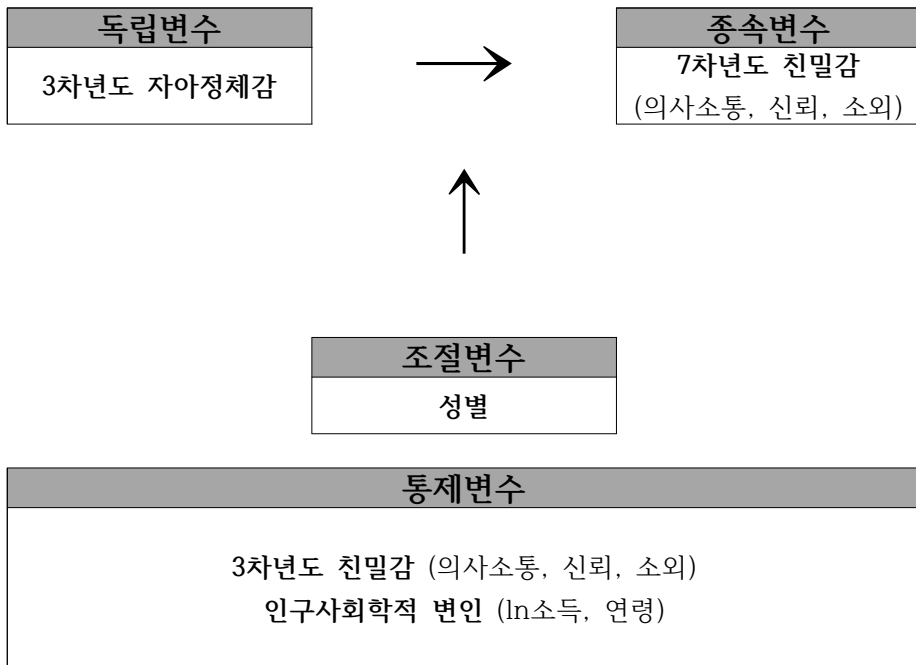 독립변수
3차년도 자아정체감
종속변수
7차년도 친밀감
(의사소통, 신뢰, 소외)
조절변수
성별
통제변수
3차년도 친밀감 (의사소통, 신뢰, 소외)
인구사회학적 변인 (ln소득, 연령)